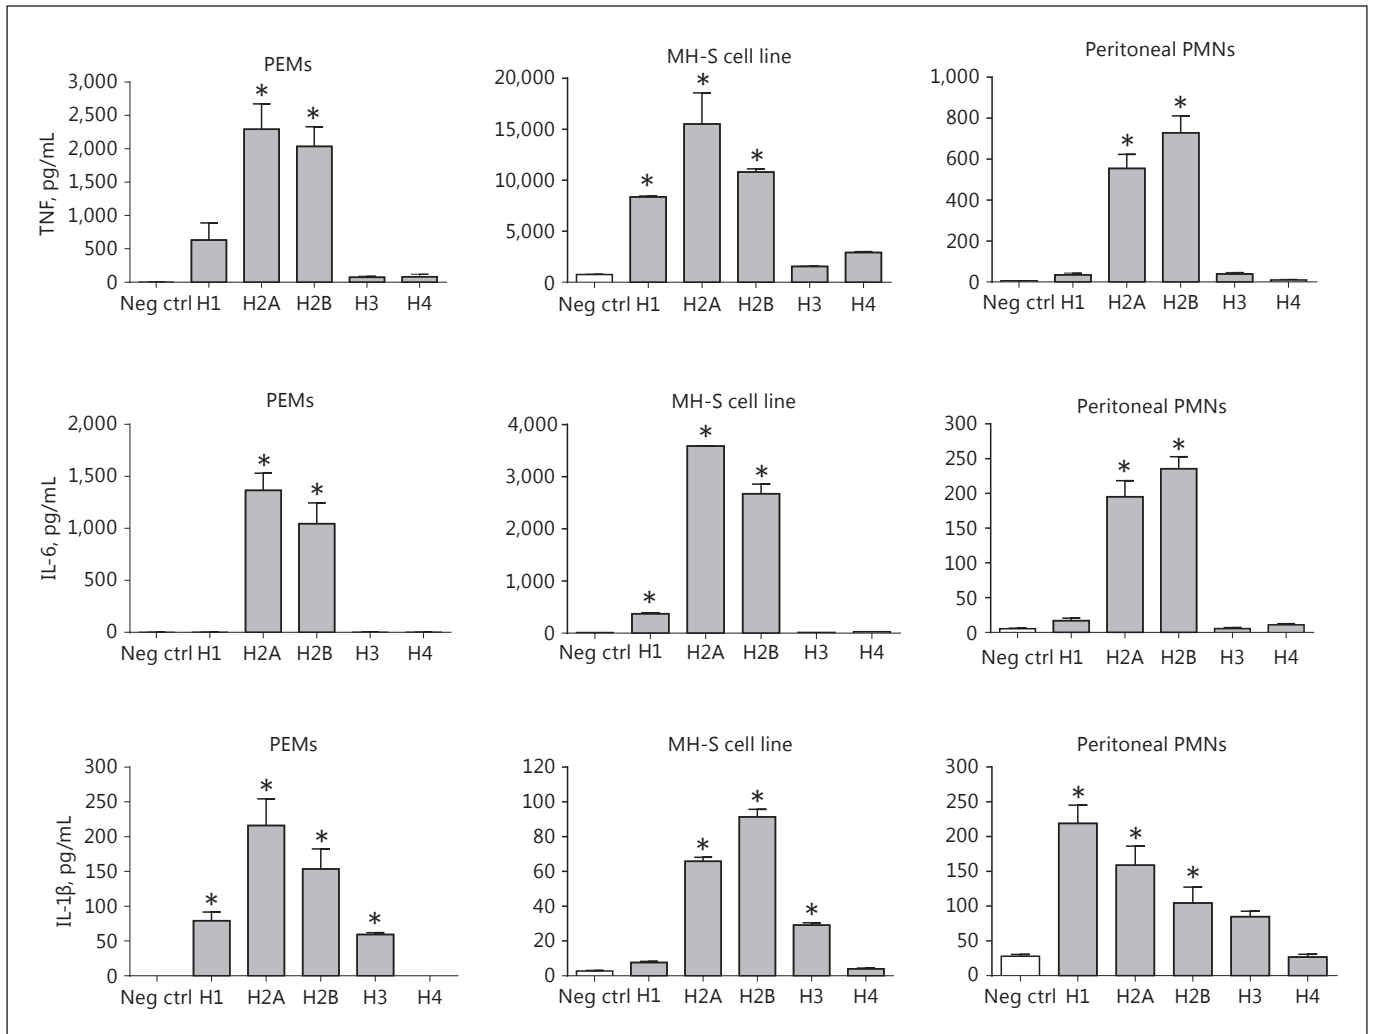 PEMs
MH-S cell line
Peritoneal PMNs
TNF, pg/mL
3,000
2,500
2,000
1,500
1,000
500
0
* *
Neg ctrl H1 H2A H2B H3 H4
20,000
15,000
10,000
5,000
0
* * *
Neg ctrl H1 H2A H2B H3 H4
1,000
800
600
400
200
0
* *
Neg ctrl H1 H2A H2B H3 H4
PEMs
MH-S cell line
Peritoneal PMNs
IL-6, pg/mL
2,000
1,500
1,000
500
0
* *
Neg ctrl H1 H2A H2B H3 H4
4,000
3,000
2,000
1,000
0
* * *
Neg ctrl H1 H2A H2B H3 H4
300
250
200
150
100
50
0
* *
Neg ctrl H1 H2A H2B H3 H4
PEMs
MH-S cell line
Peritoneal PMNs
IL-1β, pg/mL
300
250
200
150
100
50
0
* * * *
Neg ctrl H1 H2A H2B H3 H4
120
100
80
60
40
20
0
* * *
Neg ctrl H1 H2A H2B H3 H4
300
250
200
150
100
50
0
* * *
Neg ctrl H1 H2A H2B H3 H4